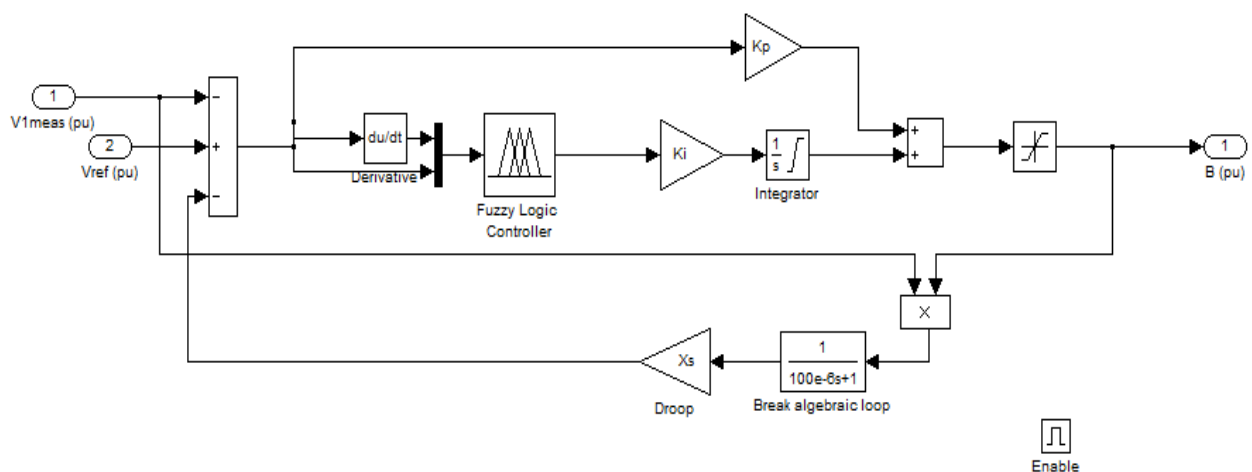 Kp
1
V1meas (pu)
2
Vref (pu)
−
+
−
du/dt
Derivative
Fuzzy Logic
Controller
Ki
1
s
Integrator
+
+
1
B (pu)
X
Xs
Droop
1
100e-6s+1
Break algebraic loop
Enable